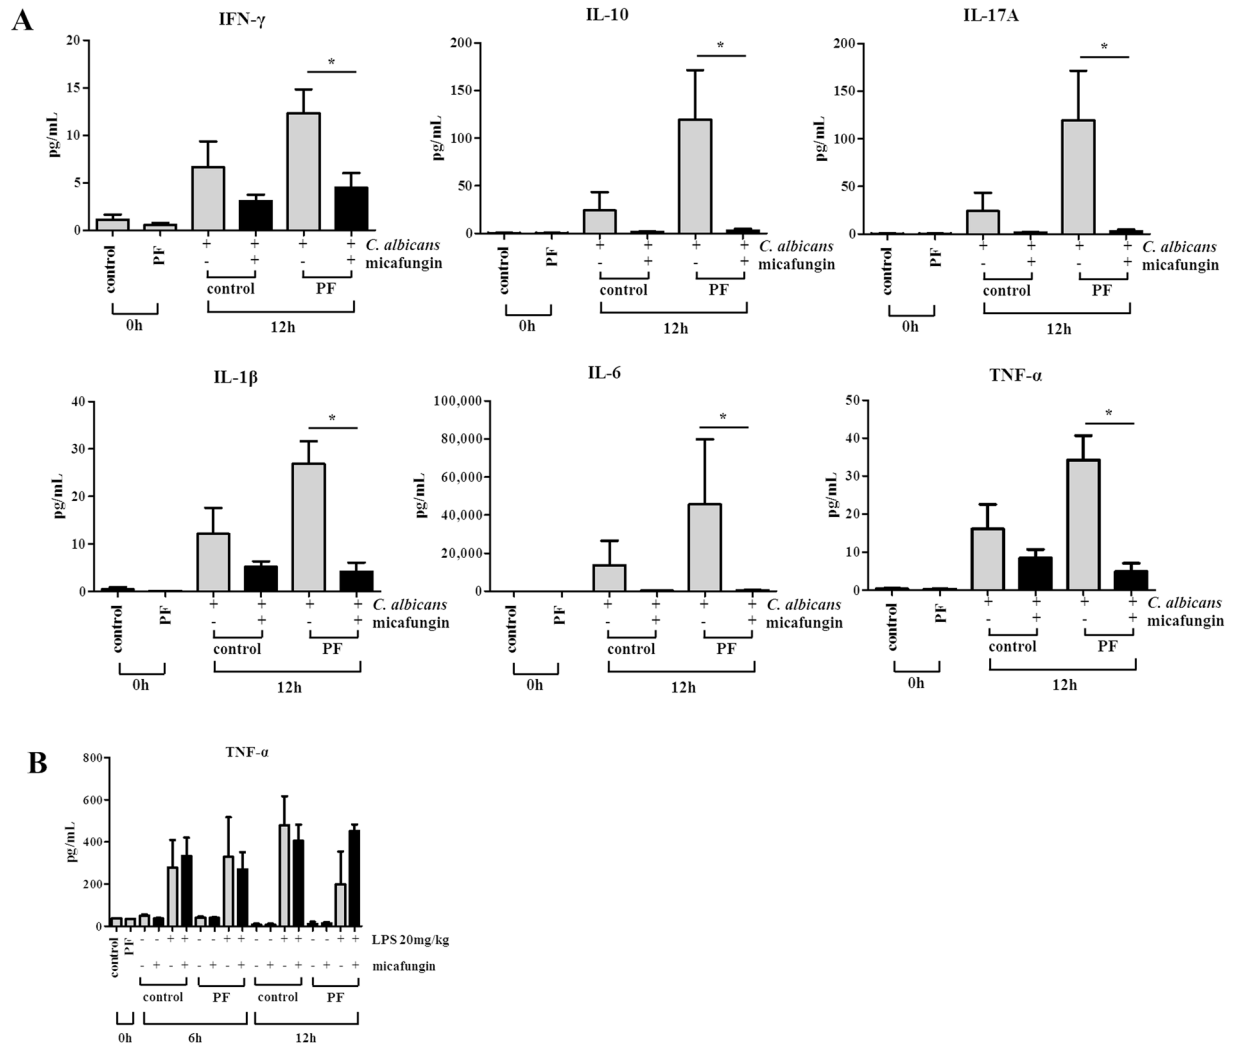 A
IFN-γ
IL-10
IL-17A
20
15
10
5
0
pg/mL
*
+ + + +
C. albicans
- + - +
micafungin
control
PF
control
PF
0h
12h
200
150
100
50
0
pg/mL
*
+ + + +
C. albicans
- + - +
micafungin
control
PF
control
PF
0h
12h
200
150
100
50
0
pg/mL
*
+ + + +
C. albicans
- + - +
micafungin
control
PF
control
PF
0h
12h
IL-1β
IL-6
TNF-α
40
30
20
10
0
pg/mL
*
+ + + +
C. albicans
- + - +
micafungin
control
PF
control
PF
0h
12h
100,000
80,000
60,000
40,000
20,000
0
pg/mL
*
+ + + +
C. albicans
- + - +
micafungin
control
PF
control
PF
0h
12h
50
40
30
20
10
0
pg/mL
*
+ + + +
C. albicans
- + - +
micafungin
control
PF
control
PF
0h
12h
B
TNF-α
800
600
400
200
0
pg/mL
control
PF
- - + + - - + + - - + + - - + +
LPS 20mg/kg
- + - + - + - + - + - + - + - +
micafungin
control PF control PF
0h 6h 12h